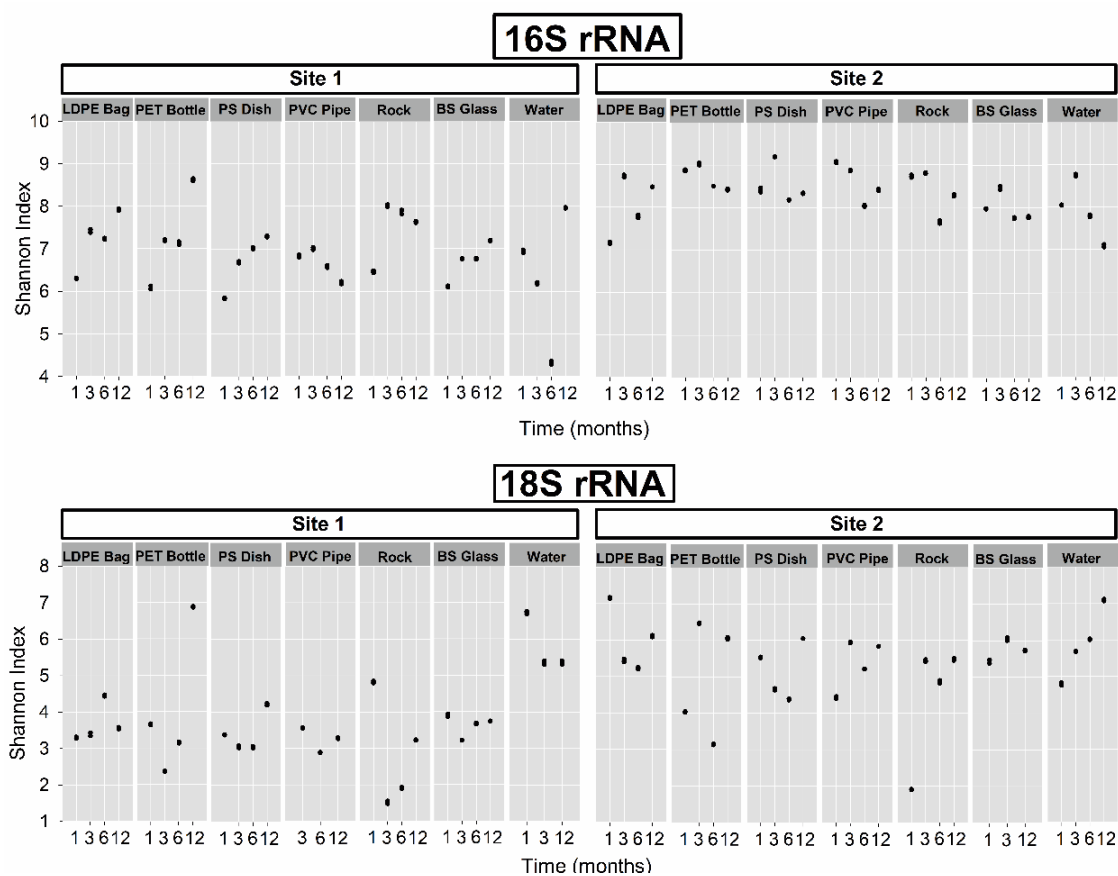 16S rRNA
Site 1 Site 2
LDPE Bag PET Bottle PS Dish PVC Pipe Rock BS Glass Water LDPE Bag PET Bottle PS Dish PVC Pipe Rock BS Glass Water
10
9
8
7
6
5
4
Shannon Index
1 3 6 12 1 3 6 12 1 3 6 12 1 3 6 12 1 3 6 12 1 3 6 12 1 3 6 12 1 3 6 12 1 3 6 12 1 3 6 12 1 3 6 12 1 3 6 12 1 3 6 12 1 3 6 12
Time (months)
18S rRNA
Site 1 Site 2
LDPE Bag PET Bottle PS Dish PVC Pipe Rock BS Glass Water LDPE Bag PET Bottle PS Dish PVC Pipe Rock BS Glass Water
8
7
6
5
4
3
2
1
Shannon Index
1 3 6 12 1 3 6 12 1 3 6 12 3 6 12 1 3 6 12 1 3 6 12 1 3 12 1 3 6 12 1 3 6 12 1 3 6 12 1 3 6 12 1 3 6 12 1 3 12 1 3 6 12
Time (months)